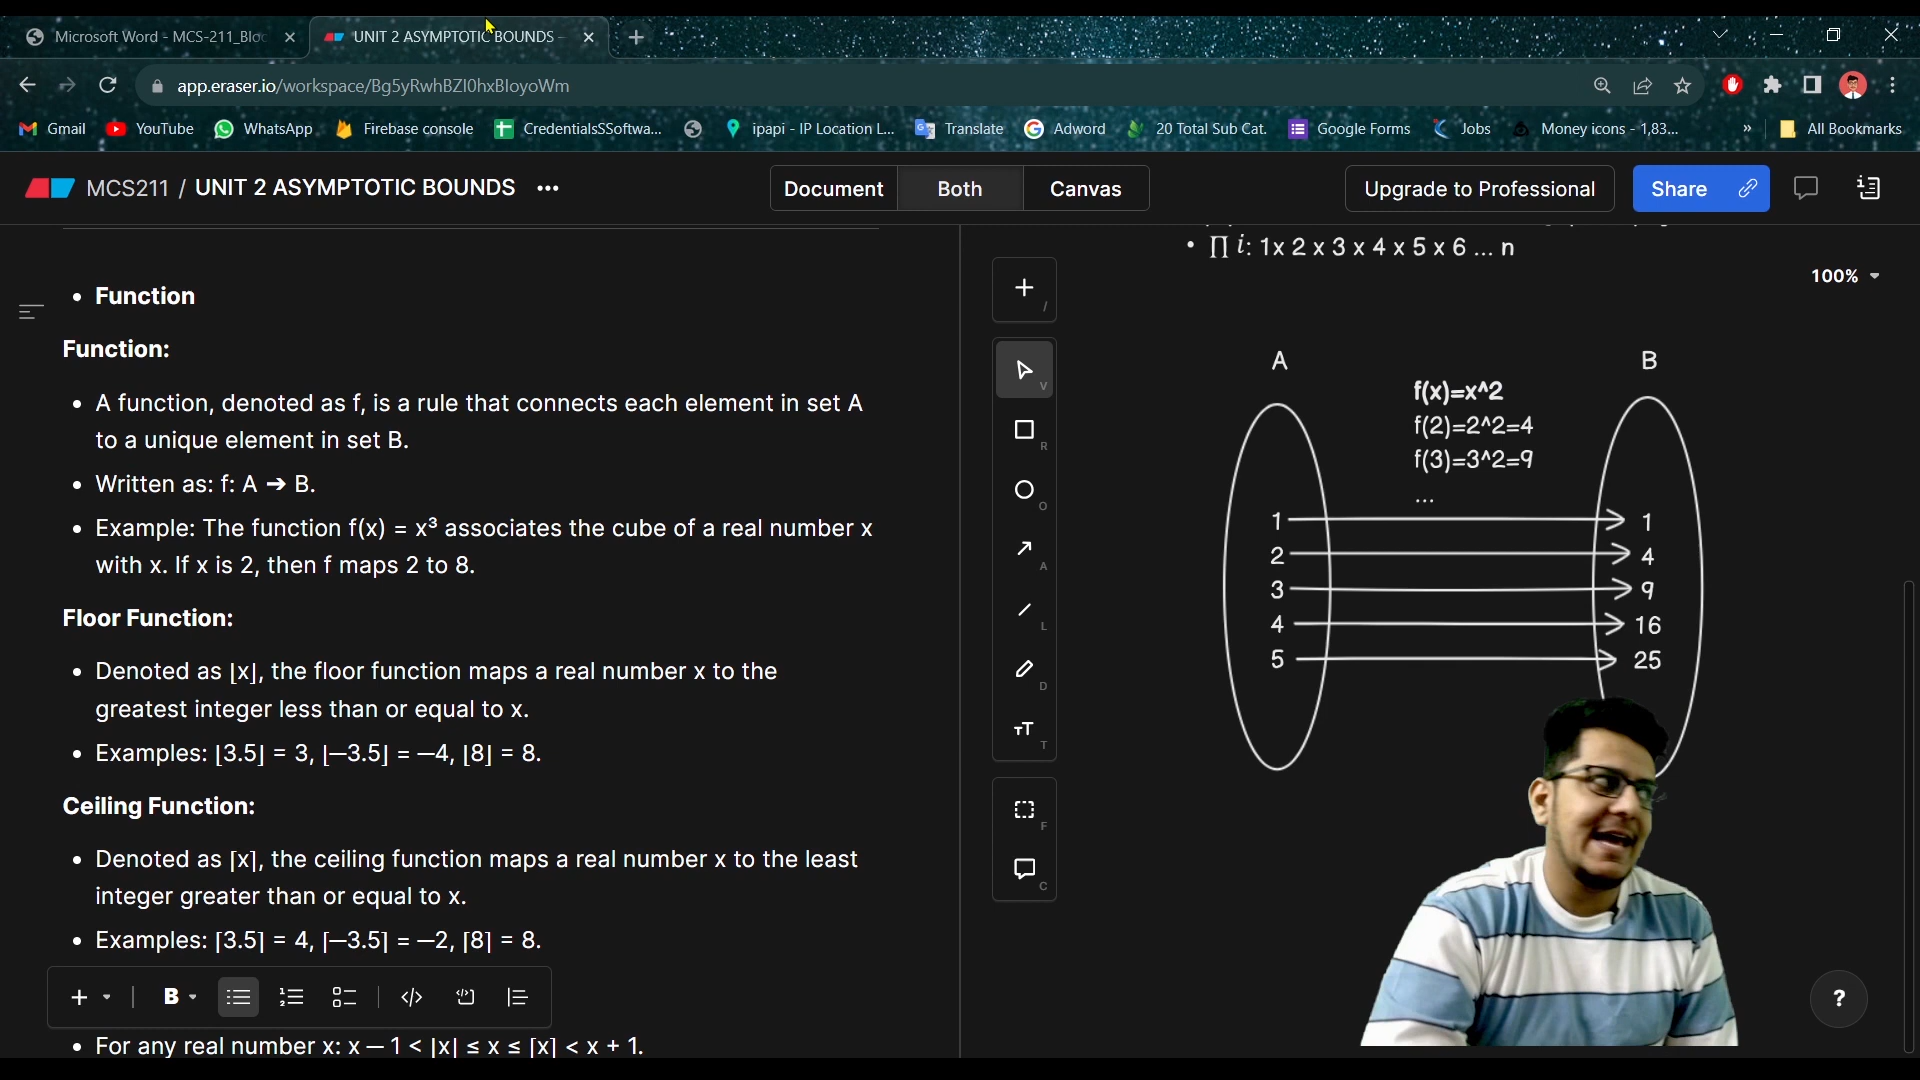 Microsoft Word - MCS-211_Bloc
UNIT 2 ASYMPTOTIC BOUNDS -
app.eraser.io/workspace/Bg5yRwhBZI0hxBIoyoWm
Gmail
YouTube
WhatsApp
Firebase console
CredentialsSSoftwa...
ipapi - IP Location L...
Translate
Adword
20 Total Sub Cat.
Google Forms
Jobs
Money icons - 1,83...
»
All Bookmarks
MCS211 / UNIT 2 ASYMPTOTIC BOUNDS •••
Document
Both
Canvas
Upgrade to Professional
Share
• Function
Function:
• A function, denoted as f, is a rule that connects each element in set A
to a unique element in set B.
• Written as: f: A ➔ B.
• Example: The function f(x) = x³ associates the cube of a real number x
with x. If x is 2, then f maps 2 to 8.
Floor Function:
• Denoted as ⌊x⌋, the floor function maps a real number x to the
greatest integer less than or equal to x.
• Examples: ⌊3.5⌋ = 3, ⌊—3.5⌋ = —4, ⌊8⌋ = 8.
Ceiling Function:
• Denoted as ⌈x⌉, the ceiling function maps a real number x to the least
integer greater than or equal to x.
• Examples: ⌈3.5⌉ = 4, ⌈—3.5⌉ = —2, ⌈8⌉ = 8.
B
• For any real number x: x — 1 < ⌊x⌋ ≤ x ≤ ⌈x⌉ < x + 1.
/
V
R
O
A
L
D
T
F
C
• ∏ i: 1x 2 x 3 x 4 x 5 x 6 ... n
100%
A
B
f(x)=x^2
f(2)=2^2=4
f(3)=3^2=9
...
1 1
2 4
3 9
4 16
5 25
?